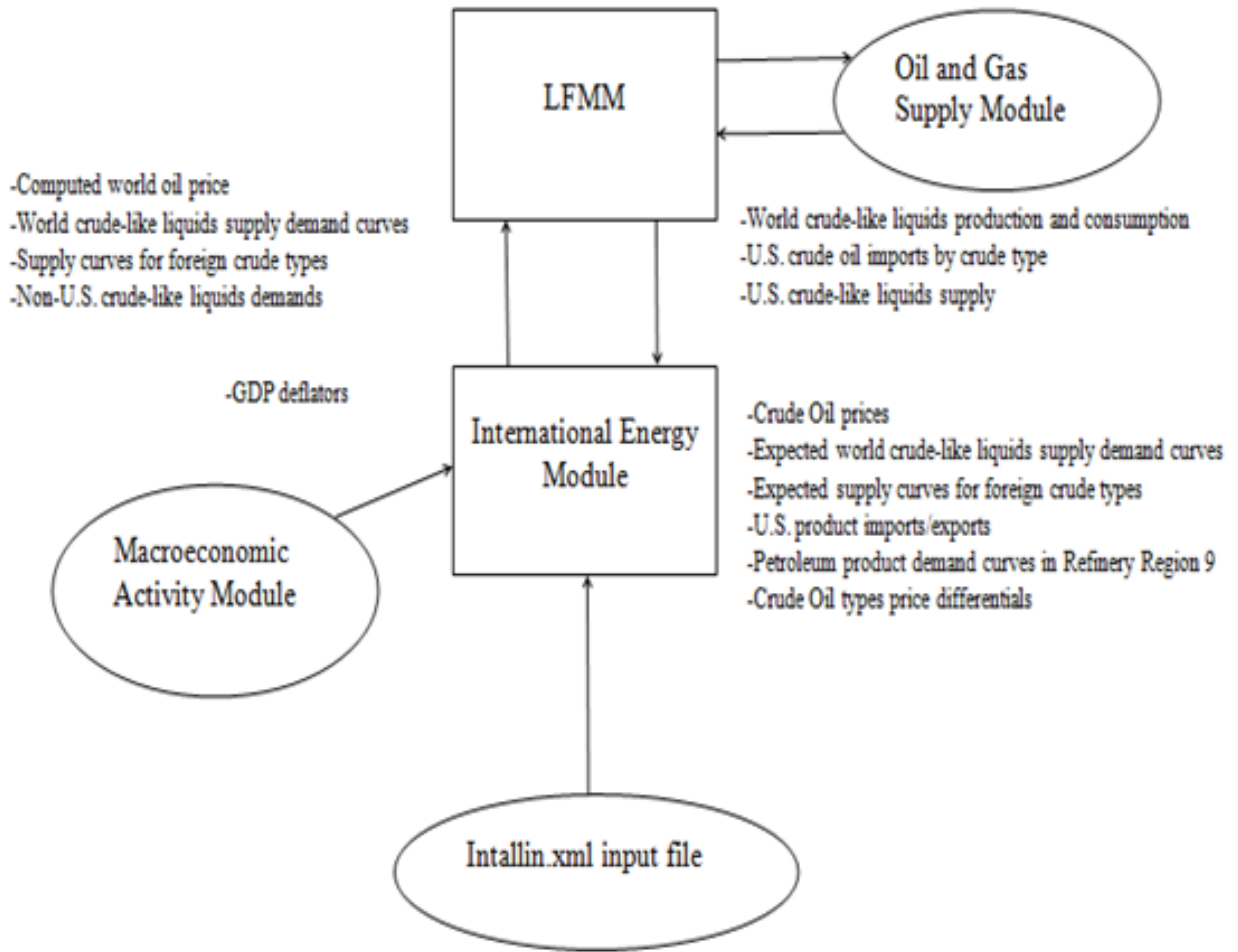 LFMM
Oil and Gas
Supply Module
-Computed world oil price
-World crude-like liquids supply demand curves
-Supply curves for foreign crude types
-Non-U.S. crude-like liquids demands
-World crude-like liquids production and consumption
-U.S. crude oil imports by crude type
-U.S. crude-like liquids supply
-GDP deflators
International Energy
Module
-Crude Oil prices
-Expected world crude-like liquids supply demand curves
-Expected supply curves for foreign crude types
-U.S. product imports/exports
-Petroleum product demand curves in Refinery Region 9
-Crude Oil types price differentials
Macroeconomic
Activity Module
Intallin.xml input file